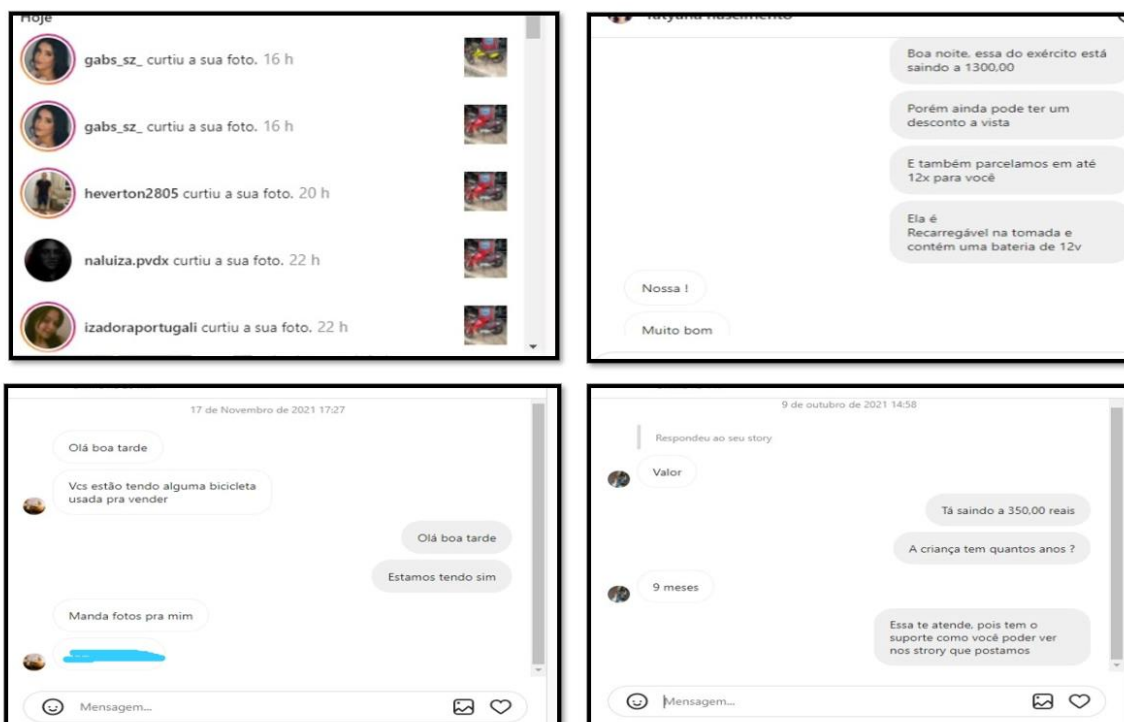 Hoje
gabs_sz_ curtiu a sua foto. 16 h
gabs_sz_ curtiu a sua foto. 16 h
heverton2805 curtiu a sua foto. 20 h
naluiza.pvdx curtiu a sua foto. 22 h
izadoraportugali curtiu a sua foto. 22 h
Tatyana nascimento
Boa noite, essa do exército está
saindo a 1300,00
Porém ainda pode ter um
desconto a vista
E também parcelamos em até
12x para você
Ela é
Recarregável na tomada e
contém uma bateria de 12v
Nossa !
Muito bom
17 de Novembro de 2021 17:27
Olá boa tarde
Vcs estão tendo alguma bicicleta
usada pra vender
Olá boa tarde
Estamos tendo sim
Manda fotos pra mim
Mensagem...
9 de outubro de 2021 14:58
Respondeu ao seu story
Valor
Tá saindo a 350,00 reais
A criança tem quantos anos ?
9 meses
Essa te atende, pois tem o
suporte como você poder ver
nos strory que postamos
Mensagem...